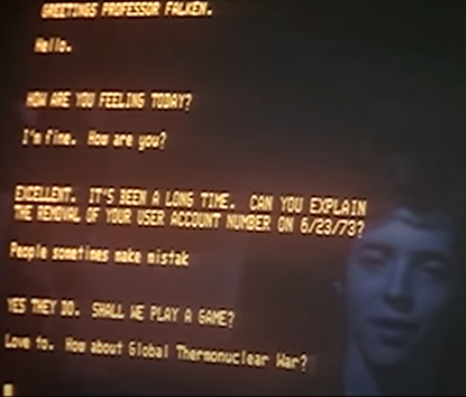 GREETINGS PROFESSOR FALKEN.
Hello.
HOW ARE YOU FEELING TODAY?
I'm fine. How are you?
EXCELLENT. IT'S BEEN A LONG TIME. CAN YOU EXPLAIN
THE REMOVAL OF YOUR USER ACCOUNT NUMBER ON 6/23/73?
People sometimes make mistak
YES THEY DO. SHALL WE PLAY A GAME?
Love to. How about Global Thermonuclear War?